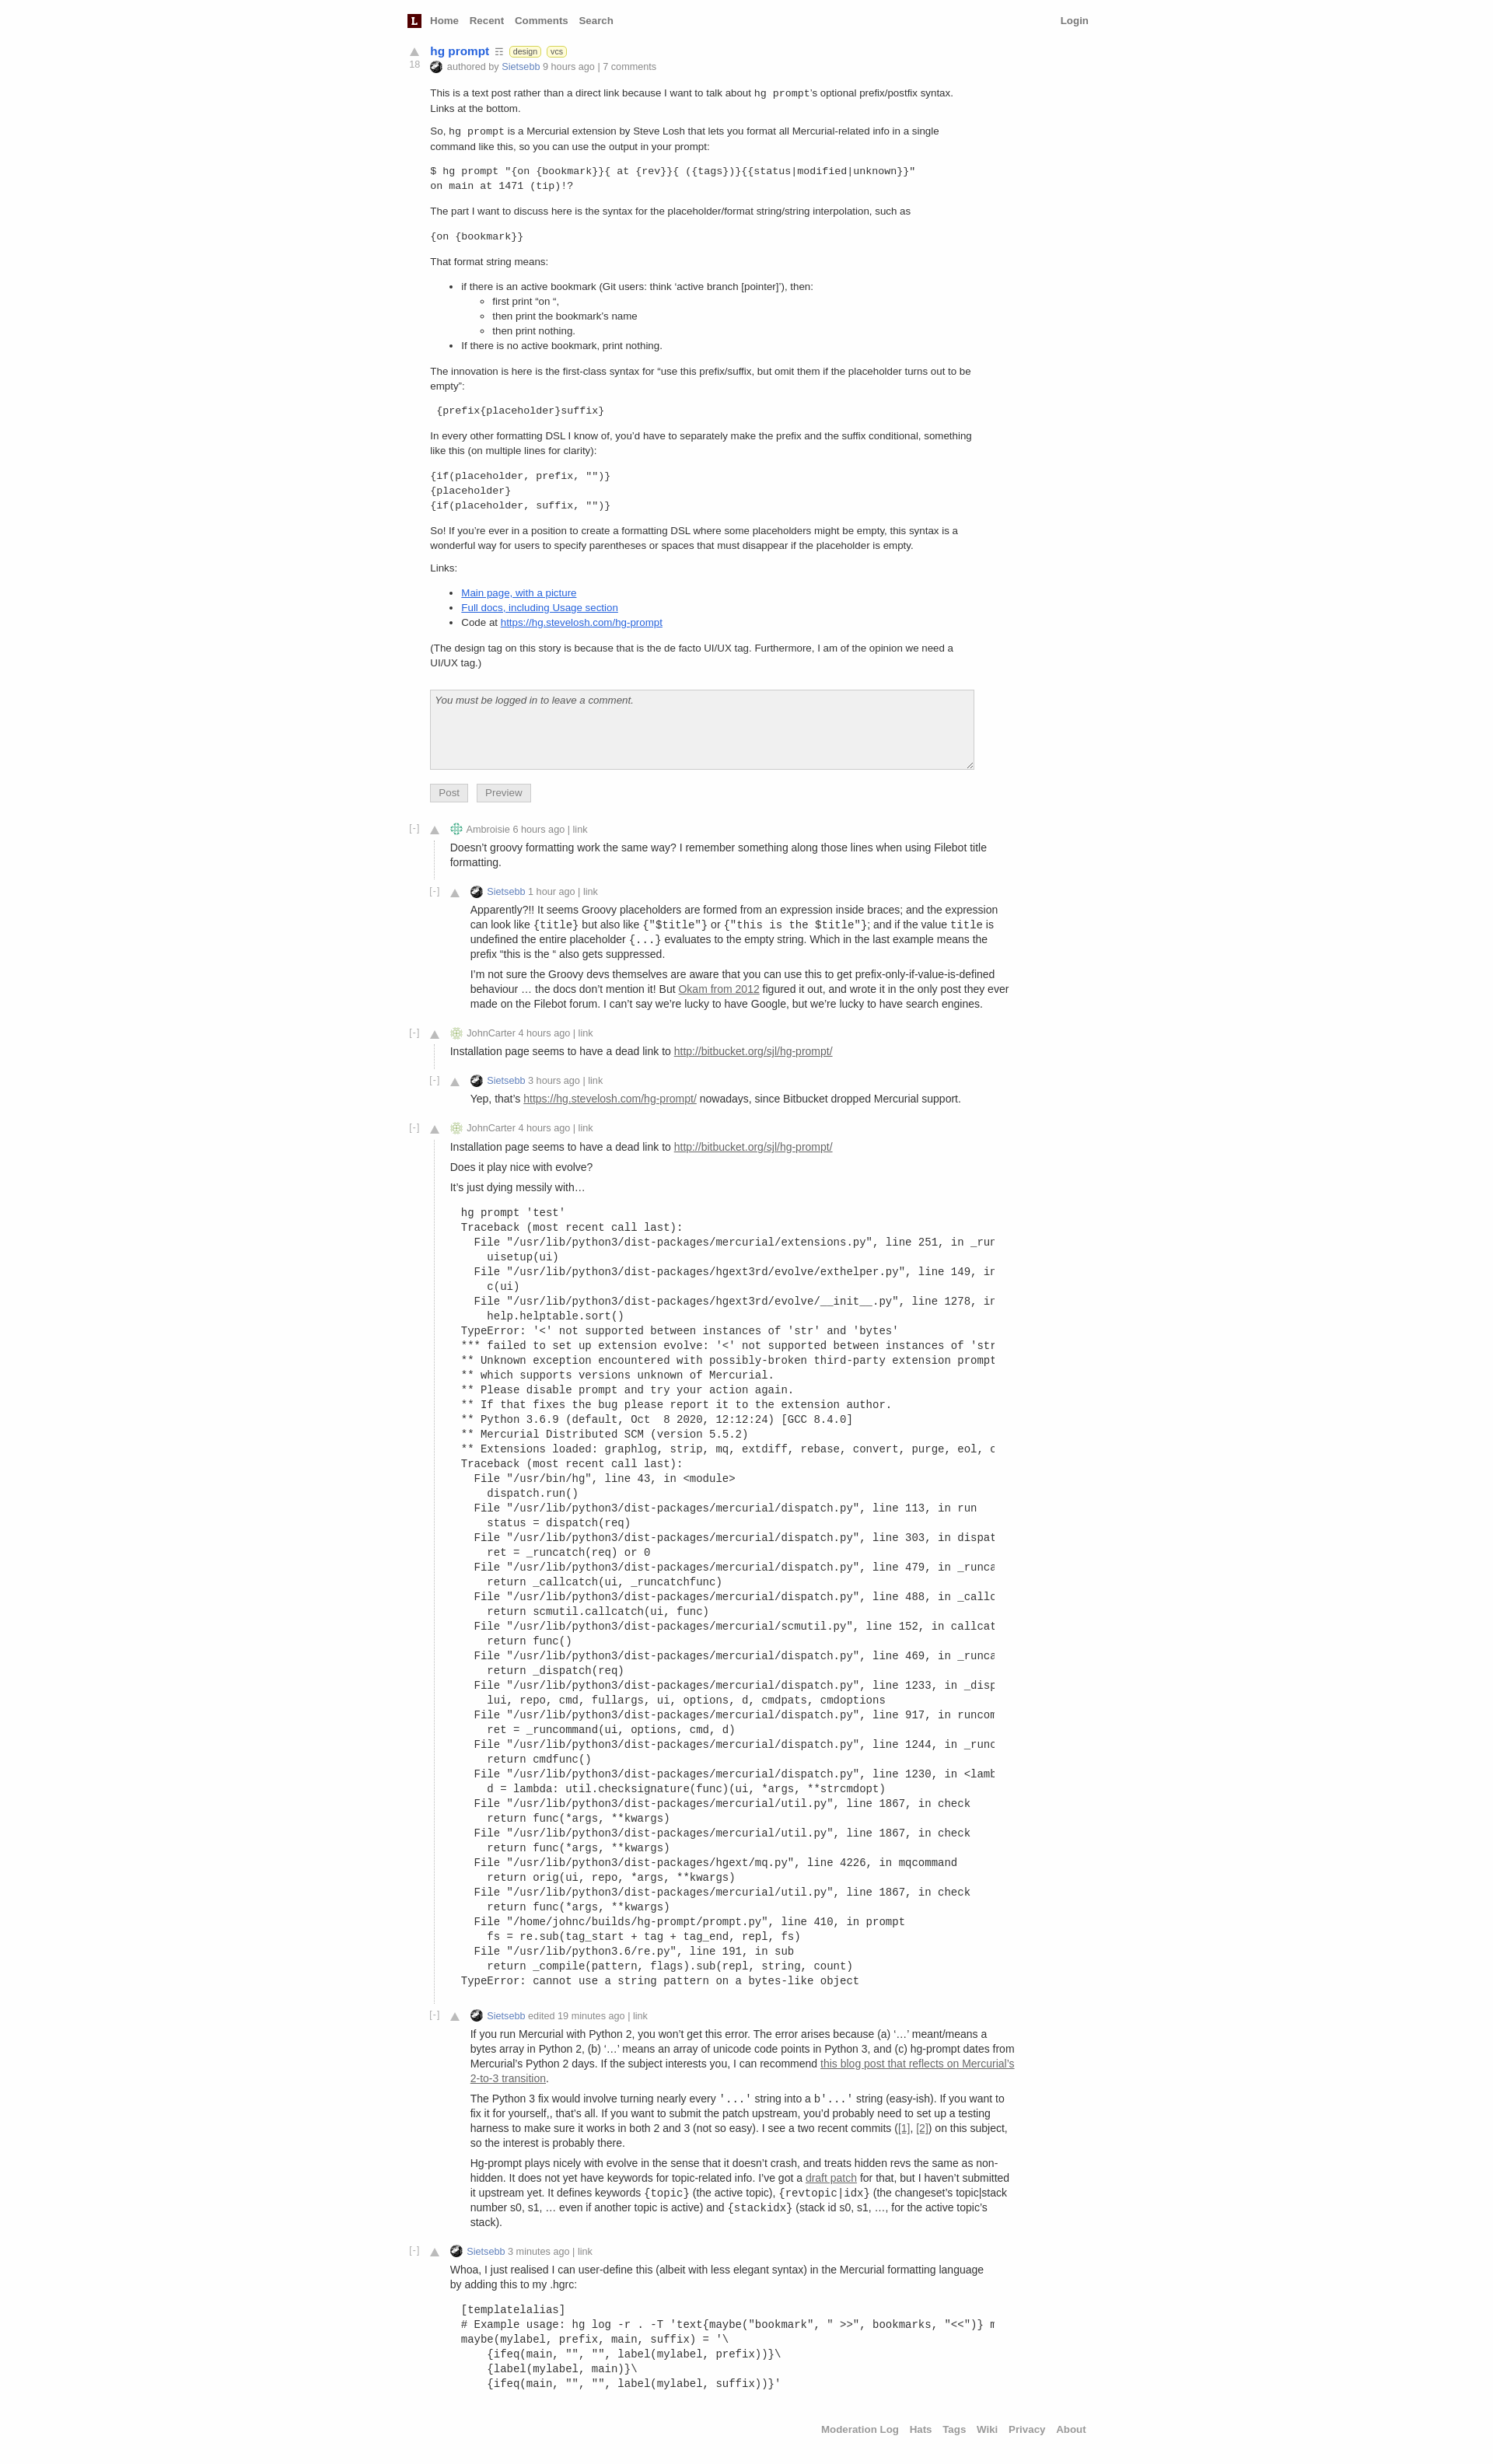 L Home Recent Comments Search Login
hg prompt ☶ design vcs
18
authored by Sietsebb 9 hours ago | 7 comments
This is a text post rather than a direct link because I want to talk about hg prompt’s optional prefix/postfix syntax.
Links at the bottom.
So, hg prompt is a Mercurial extension by Steve Losh that lets you format all Mercurial-related info in a single
command like this, so you can use the output in your prompt:
$ hg prompt "{on {bookmark}}{ at {rev}}{ ({tags})}{{status|modified|unknown}}"
on main at 1471 (tip)!?
The part I want to discuss here is the syntax for the placeholder/format string/string interpolation, such as
{on {bookmark}}
That format string means:
• if there is an active bookmark (Git users: think ‘active branch [pointer]’), then:
◦ first print “on “,
◦ then print the bookmark’s name
◦ then print nothing.
• If there is no active bookmark, print nothing.
The innovation is here is the first-class syntax for “use this prefix/suffix, but omit them if the placeholder turns out to be
empty”:
{prefix{placeholder}suffix}
In every other formatting DSL I know of, you’d have to separately make the prefix and the suffix conditional, something
like this (on multiple lines for clarity):
{if(placeholder, prefix, "")}
{placeholder}
{if(placeholder, suffix, "")}
So! If you’re ever in a position to create a formatting DSL where some placeholders might be empty, this syntax is a
wonderful way for users to specify parentheses or spaces that must disappear if the placeholder is empty.
Links:
• Main page, with a picture
• Full docs, including Usage section
• Code at https://hg.stevelosh.com/hg-prompt
(The design tag on this story is because that is the de facto UI/UX tag. Furthermore, I am of the opinion we need a
UI/UX tag.)
You must be logged in to leave a comment.
Post Preview
[-] Ambroisie 6 hours ago | link
Doesn’t groovy formatting work the same way? I remember something along those lines when using Filebot title
formatting.
[-] Sietsebb 1 hour ago | link
Apparently?!! It seems Groovy placeholders are formed from an expression inside braces; and the expression
can look like {title} but also like {"$title"} or {"this is the $title"}; and if the value title is
undefined the entire placeholder {...} evaluates to the empty string. Which in the last example means the
prefix “this is the “ also gets suppressed.
I’m not sure the Groovy devs themselves are aware that you can use this to get prefix-only-if-value-is-defined
behaviour … the docs don’t mention it! But Okam from 2012 figured it out, and wrote it in the only post they ever
made on the Filebot forum. I can’t say we’re lucky to have Google, but we’re lucky to have search engines.
[-] JohnCarter 4 hours ago | link
Installation page seems to have a dead link to http://bitbucket.org/sjl/hg-prompt/
[-] Sietsebb 3 hours ago | link
Yep, that’s https://hg.stevelosh.com/hg-prompt/ nowadays, since Bitbucket dropped Mercurial support.
[-] JohnCarter 4 hours ago | link
Installation page seems to have a dead link to http://bitbucket.org/sjl/hg-prompt/
Does it play nice with evolve?
It’s just dying messily with…
hg prompt 'test'
Traceback (most recent call last):
File "/usr/lib/python3/dist-packages/mercurial/extensions.py", line 251, in _run
uisetup(ui)
File "/usr/lib/python3/dist-packages/hgext3rd/evolve/exthelper.py", line 149, in
c(ui)
File "/usr/lib/python3/dist-packages/hgext3rd/evolve/__init__.py", line 1278, in
help.helptable.sort()
TypeError: '<' not supported between instances of 'str' and 'bytes'
*** failed to set up extension evolve: '<' not supported between instances of 'str
** Unknown exception encountered with possibly-broken third-party extension prompt
** which supports versions unknown of Mercurial.
** Please disable prompt and try your action again.
** If that fixes the bug please report it to the extension author.
** Python 3.6.9 (default, Oct  8 2020, 12:12:24) [GCC 8.4.0]
** Mercurial Distributed SCM (version 5.5.2)
** Extensions loaded: graphlog, strip, mq, extdiff, rebase, convert, purge, eol, c
Traceback (most recent call last):
File "/usr/bin/hg", line 43, in <module>
dispatch.run()
File "/usr/lib/python3/dist-packages/mercurial/dispatch.py", line 113, in run
status = dispatch(req)
File "/usr/lib/python3/dist-packages/mercurial/dispatch.py", line 303, in dispat
ret = _runcatch(req) or 0
File "/usr/lib/python3/dist-packages/mercurial/dispatch.py", line 479, in _runca
return _callcatch(ui, _runcatchfunc)
File "/usr/lib/python3/dist-packages/mercurial/dispatch.py", line 488, in _callc
return scmutil.callcatch(ui, func)
File "/usr/lib/python3/dist-packages/mercurial/scmutil.py", line 152, in callcat
return func()
File "/usr/lib/python3/dist-packages/mercurial/dispatch.py", line 469, in _runca
return _dispatch(req)
File "/usr/lib/python3/dist-packages/mercurial/dispatch.py", line 1233, in _disp
lui, repo, cmd, fullargs, ui, options, d, cmdpats, cmdoptions
File "/usr/lib/python3/dist-packages/mercurial/dispatch.py", line 917, in runcom
ret = _runcommand(ui, options, cmd, d)
File "/usr/lib/python3/dist-packages/mercurial/dispatch.py", line 1244, in _runc
return cmdfunc()
File "/usr/lib/python3/dist-packages/mercurial/dispatch.py", line 1230, in <lamb
d = lambda: util.checksignature(func)(ui, *args, **strcmdopt)
File "/usr/lib/python3/dist-packages/mercurial/util.py", line 1867, in check
return func(*args, **kwargs)
File "/usr/lib/python3/dist-packages/mercurial/util.py", line 1867, in check
return func(*args, **kwargs)
File "/usr/lib/python3/dist-packages/hgext/mq.py", line 4226, in mqcommand
return orig(ui, repo, *args, **kwargs)
File "/usr/lib/python3/dist-packages/mercurial/util.py", line 1867, in check
return func(*args, **kwargs)
File "/home/johnc/builds/hg-prompt/prompt.py", line 410, in prompt
fs = re.sub(tag_start + tag + tag_end, repl, fs)
File "/usr/lib/python3.6/re.py", line 191, in sub
return _compile(pattern, flags).sub(repl, string, count)
TypeError: cannot use a string pattern on a bytes-like object
[-] Sietsebb edited 19 minutes ago | link
If you run Mercurial with Python 2, you won’t get this error. The error arises because (a) ‘…’ meant/means a
bytes array in Python 2, (b) ‘…’ means an array of unicode code points in Python 3, and (c) hg-prompt dates from
Mercurial’s Python 2 days. If the subject interests you, I can recommend this blog post that reflects on Mercurial’s
2-to-3 transition.
The Python 3 fix would involve turning nearly every '...' string into a b'...' string (easy-ish). If you want to
fix it for yourself,, that’s all. If you want to submit the patch upstream, you’d probably need to set up a testing
harness to make sure it works in both 2 and 3 (not so easy). I see a two recent commits ([1], [2]) on this subject,
so the interest is probably there.
Hg-prompt plays nicely with evolve in the sense that it doesn’t crash, and treats hidden revs the same as non-
hidden. It does not yet have keywords for topic-related info. I’ve got a draft patch for that, but I haven’t submitted
it upstream yet. It defines keywords {topic} (the active topic), {revtopic|idx} (the changeset’s topic|stack
number s0, s1, … even if another topic is active) and {stackidx} (stack id s0, s1, …, for the active topic’s
stack).
[-] Sietsebb 3 minutes ago | link
Whoa, I just realised I can user-define this (albeit with less elegant syntax) in the Mercurial formatting language
by adding this to my .hgrc:
[templatelalias]
# Example usage: hg log -r . -T 'text{maybe("bookmark", " >>", bookmarks, "<<")} m
maybe(mylabel, prefix, main, suffix) = '\
{ifeq(main, "", "", label(mylabel, prefix))}\
{label(mylabel, main)}\
{ifeq(main, "", "", label(mylabel, suffix))}'
Moderation Log Hats Tags Wiki Privacy About